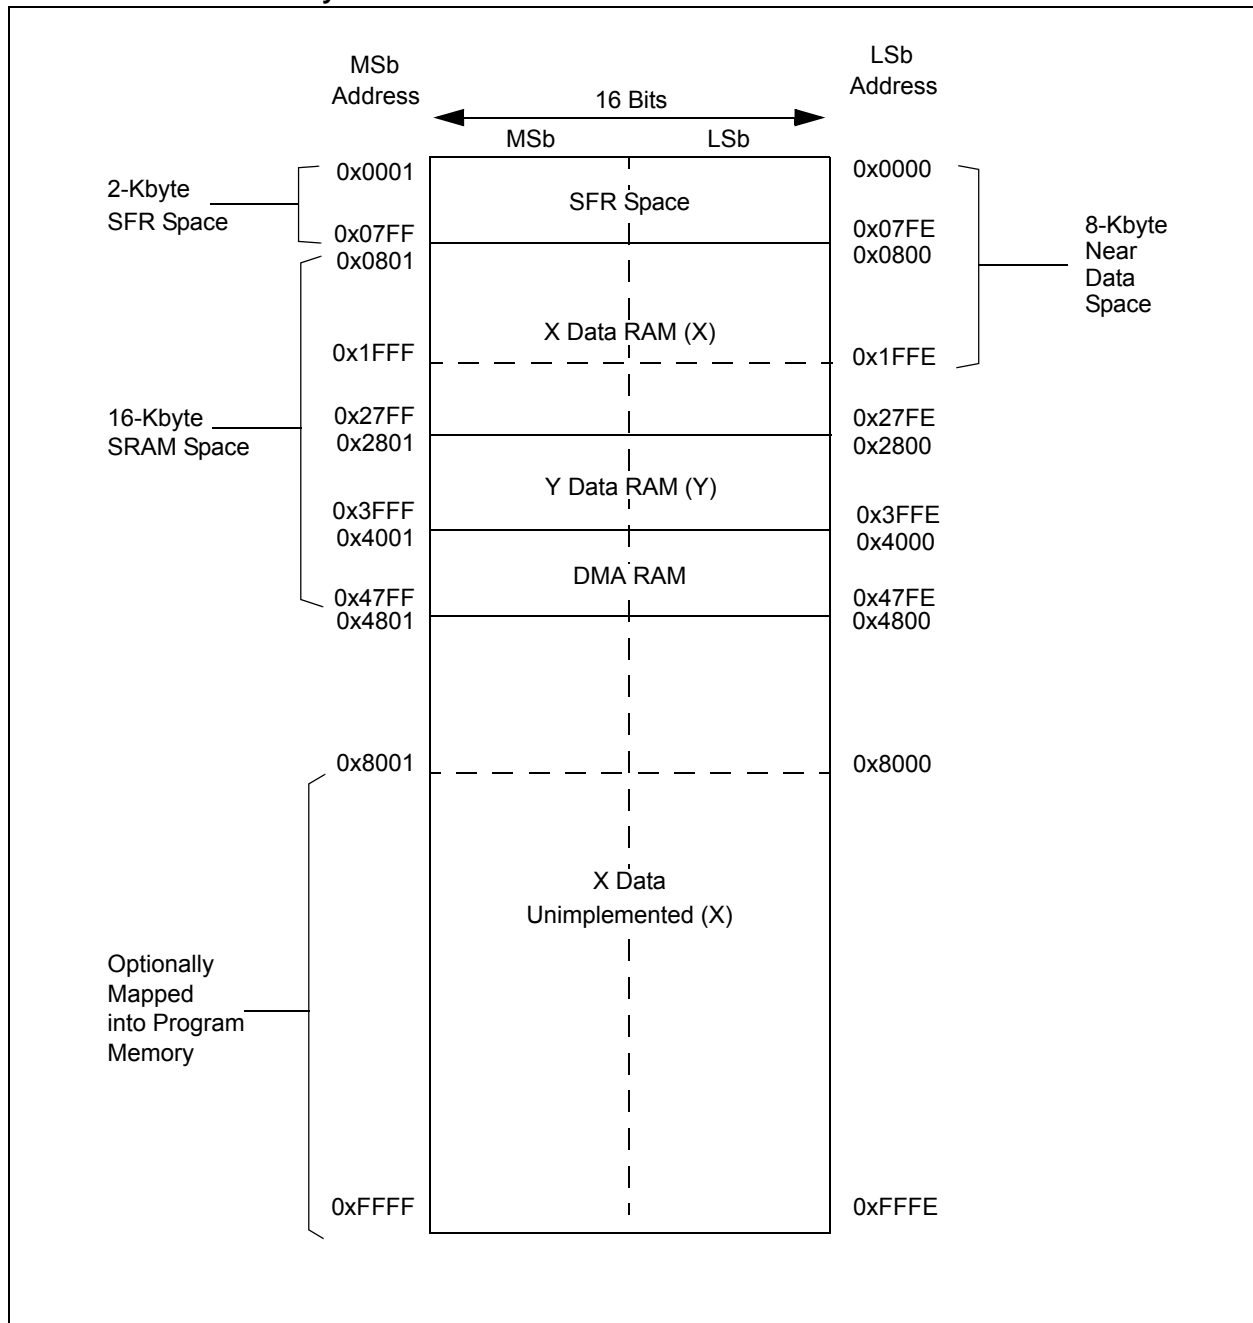 MSb
Address
LSb
Address
16 Bits
MSb
LSb
2-Kbyte
SFR Space
0x0001
SFR Space
0x0000
0x07FF
0x07FE
0x0801
0x0800
8-Kbyte
Near
Data
Space
X Data RAM (X)
0x1FFF
0x1FFE
16-Kbyte
SRAM Space
0x27FF
0x27FE
0x2801
0x2800
Y Data RAM (Y)
0x3FFF
0x3FFE
0x4001
0x4000
DMA RAM
0x47FF
0x47FE
0x4801
0x4800
0x8001
0x8000
X Data
Unimplemented (X)
Optionally
Mapped
into Program
Memory
0xFFFF
0xFFFE